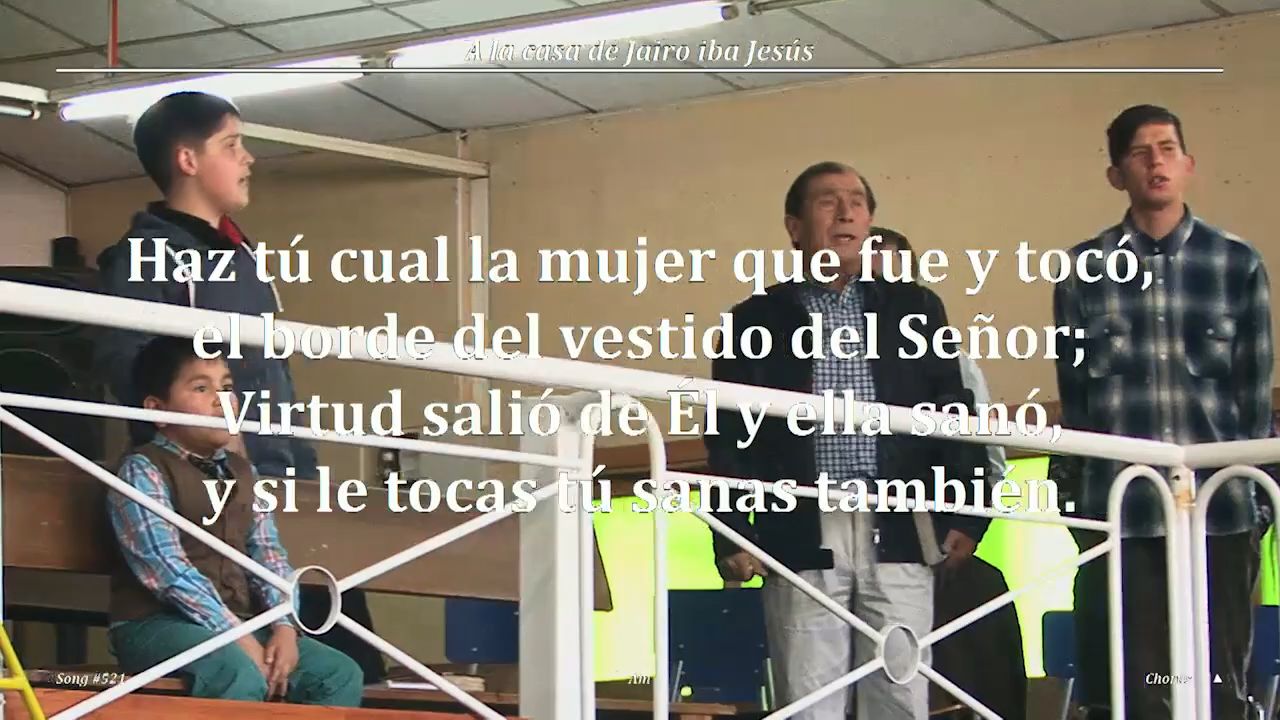 A la casa de Jairo iba Jesús
Haz tú cual la mujer que fue y tocó,
el borde del vestido del Señor;
Virtud salió de Él y ella sanó,
y si le tocas tú sanas también.
Song #521
Am
Chorus ▲